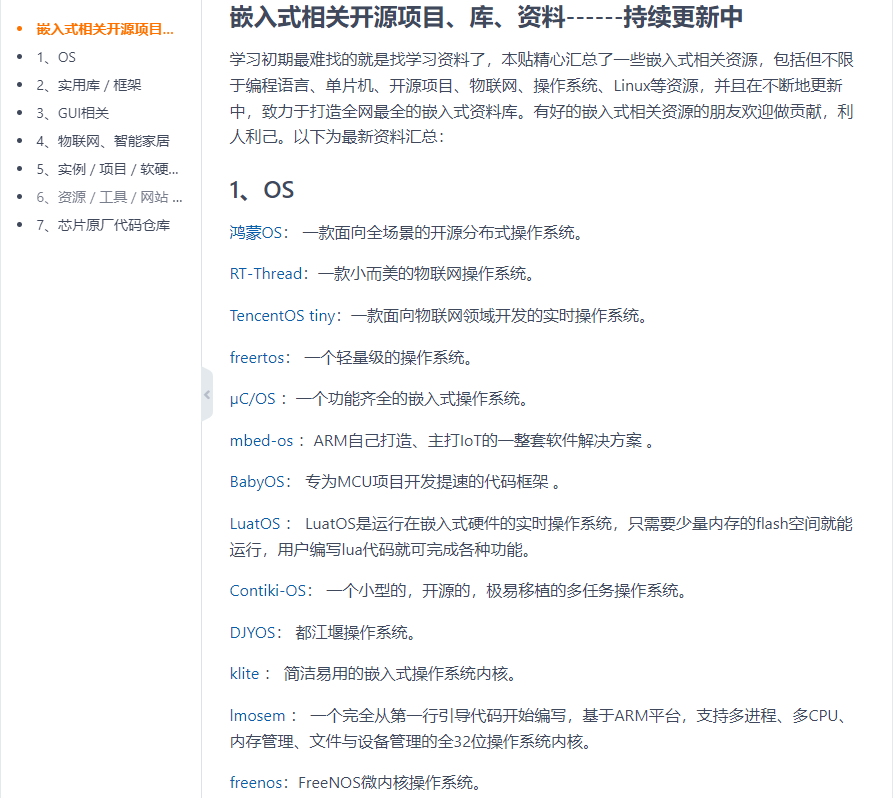 嵌入式相关开源项目...
1、OS
2、实用库 / 框架
3、GUI相关
4、物联网、智能家居
5、实例 / 项目 / 软硬...
6、资源 / 工具 / 网站 ...
7、芯片原厂代码仓库
嵌入式相关开源项目、库、资料------持续更新中
学习初期最难找的就是找学习资料了，本贴精心汇总了一些嵌入式相关资源，包括但不限
于编程语言、单片机、开源项目、物联网、操作系统、Linux等资源，并且在不断地更新
中，致力于打造全网最全的嵌入式资料库。有好的嵌入式相关资源的朋友欢迎做贡献，利
人利己。以下为最新资料汇总：
1、OS
鸿蒙OS： 一款面向全场景的开源分布式操作系统。
RT-Thread：一款小而美的物联网操作系统。
TencentOS tiny：一款面向物联网领域开发的实时操作系统。
freertos： 一个轻量级的操作系统。
μC/OS ：一个功能齐全的嵌入式操作系统。
mbed-os ：ARM自己打造、主打IoT的一整套软件解决方案 。
BabyOS： 专为MCU项目开发提速的代码框架 。
LuatOS ： LuatOS是运行在嵌入式硬件的实时操作系统，只需要少量内存的flash空间就能
运行，用户编写lua代码就可完成各种功能。
Contiki-OS： 一个小型的，开源的，极易移植的多任务操作系统。
DJYOS： 都江堰操作系统。
klite ： 简洁易用的嵌入式操作系统内核。
lmosem ： 一个完全从第一行引导代码开始编写，基于ARM平台，支持多进程、多CPU、
内存管理、文件与设备管理的全32位操作系统内核。
freenos：FreeNOS微内核操作系统。